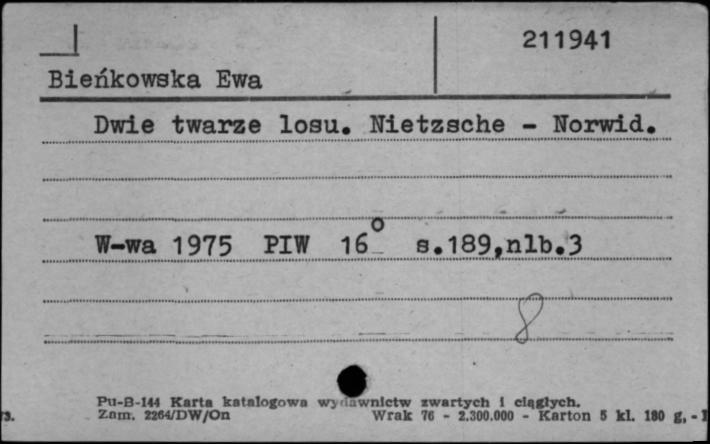 211941
Bieńkowska Ewa
Dwie twarze losu. Nietzsche - Norwid.
W-wa 1975 PIW 16° s.189,nlb.3
8
Pu-B-144 Karta katalogowa wydawnictw zwartych i ciągłych.
Zam. 2264/DW/On Wrak 76 - 2.300.000 - Karton 5 kl. 180 g, -